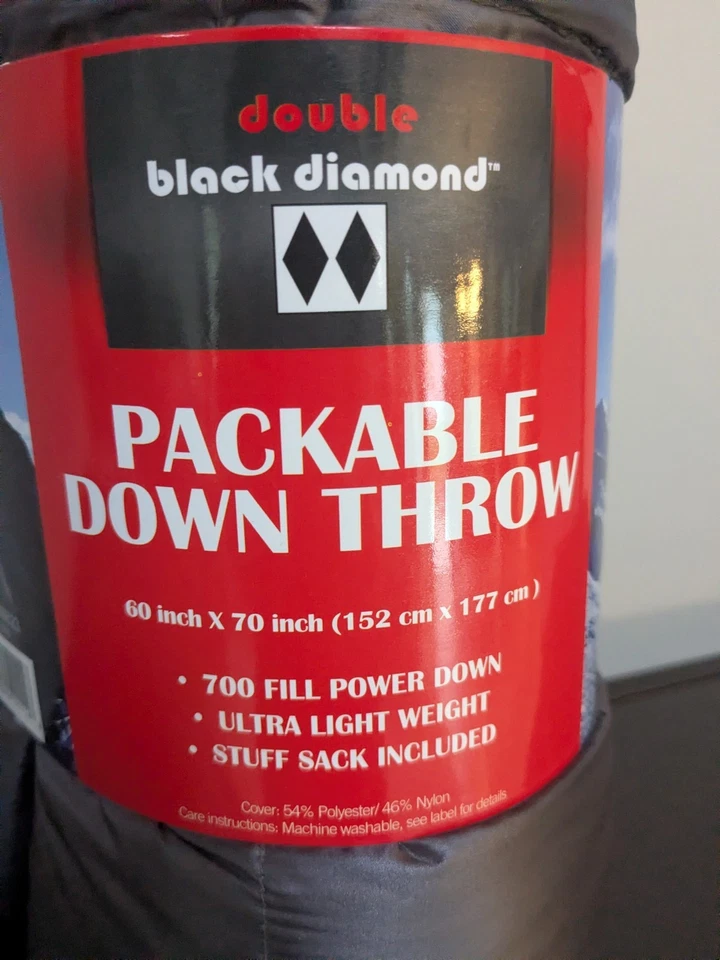 double
black diamond™
PACKABLE
DOWN THROW
60 inch X 70 inch (152 cm x 177 cm )
• 700 FILL POWER DOWN
• ULTRA LIGHT WEIGHT
• STUFF SACK INCLUDED
Cover: 54% Polyester/ 46% Nylon
Care instructions: Machine washable, see label for details